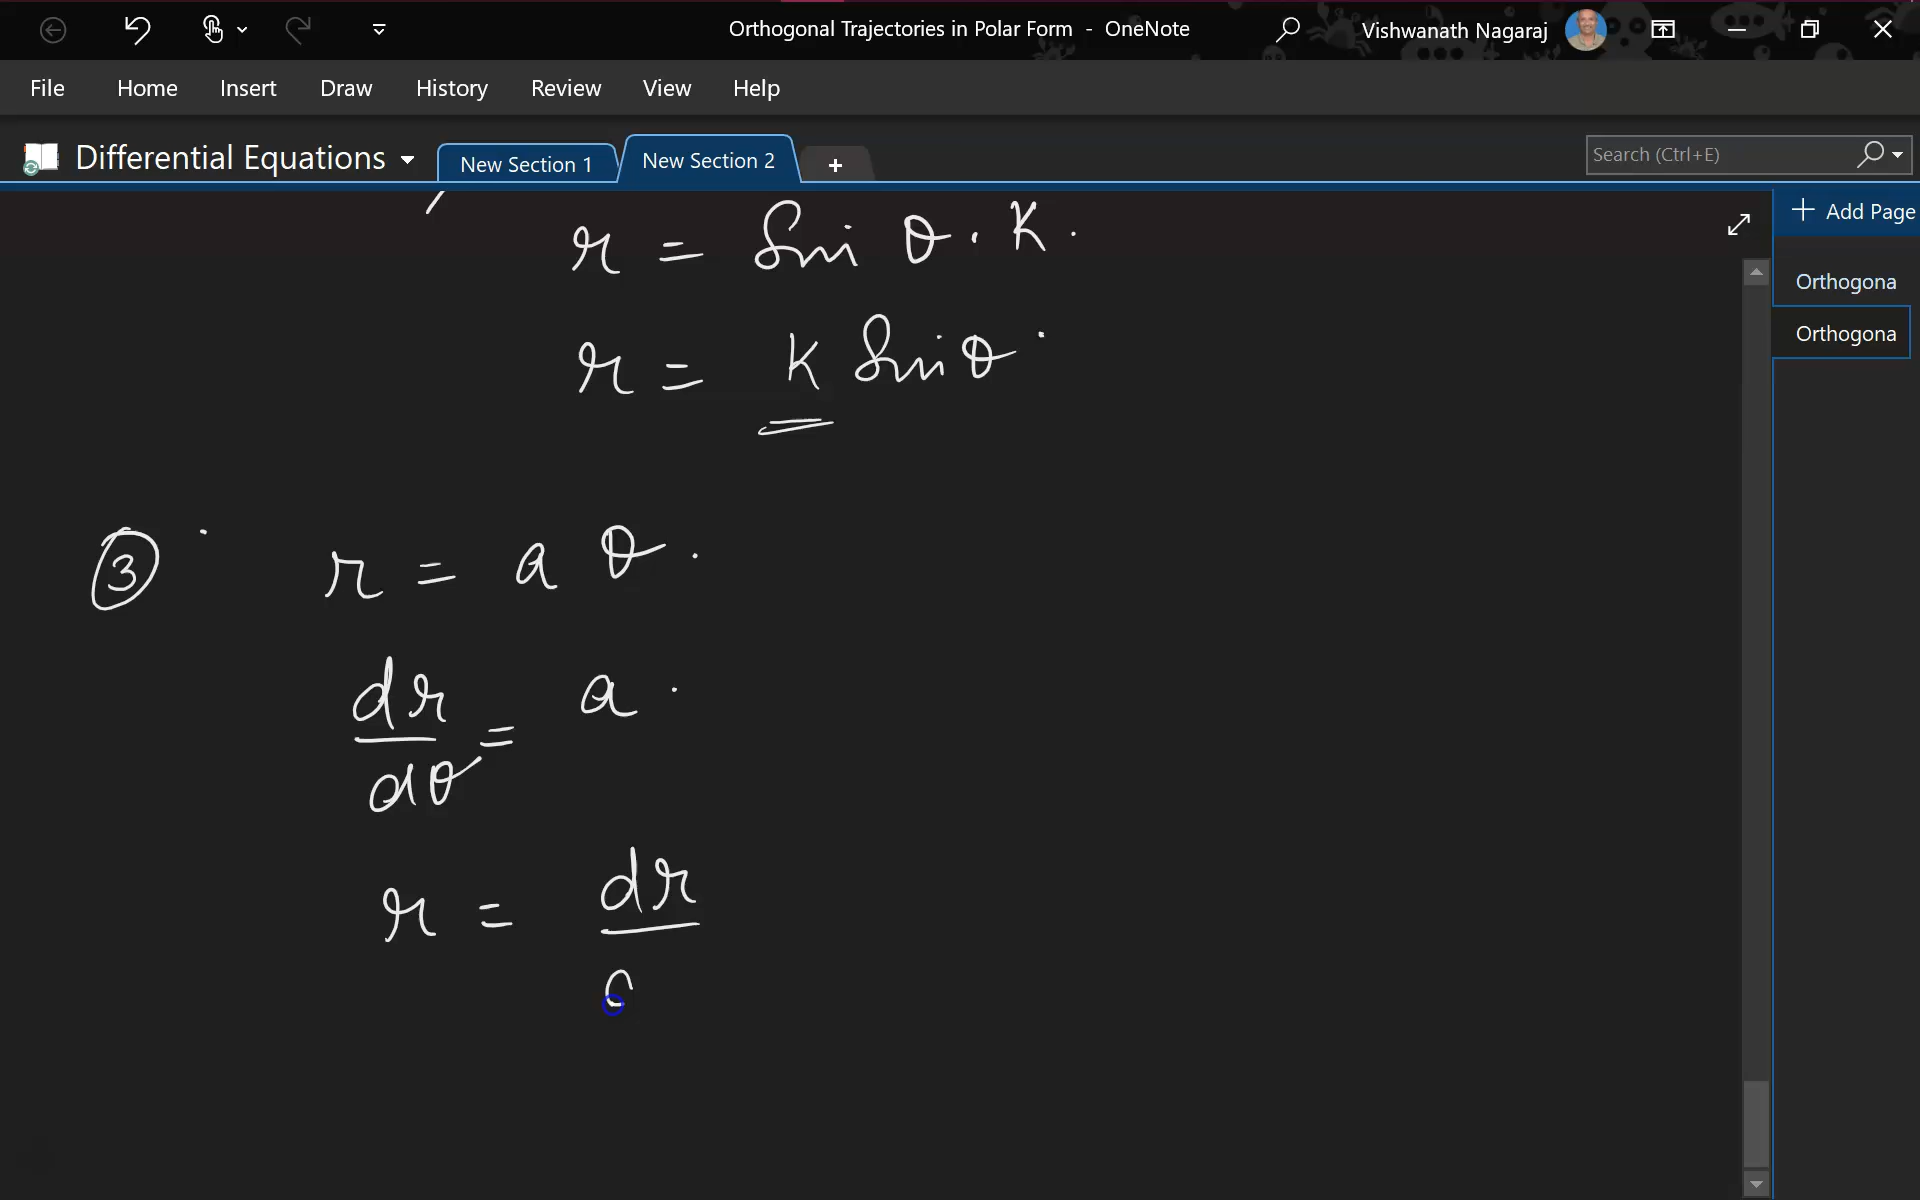 Orthogonal Trajectories in Polar Form - OneNote
Vishwanath Nagaraj
File Home Insert Draw History Review View Help
Differential Equations
New Section 1
New Section 2
+
Search (Ctrl+E)
+ Add Page
Orthogona
Orthogona
r = Sin θ . K .
r = K Sin θ .
③ . r = a θ .
dr/dθ = a .
r = dr/